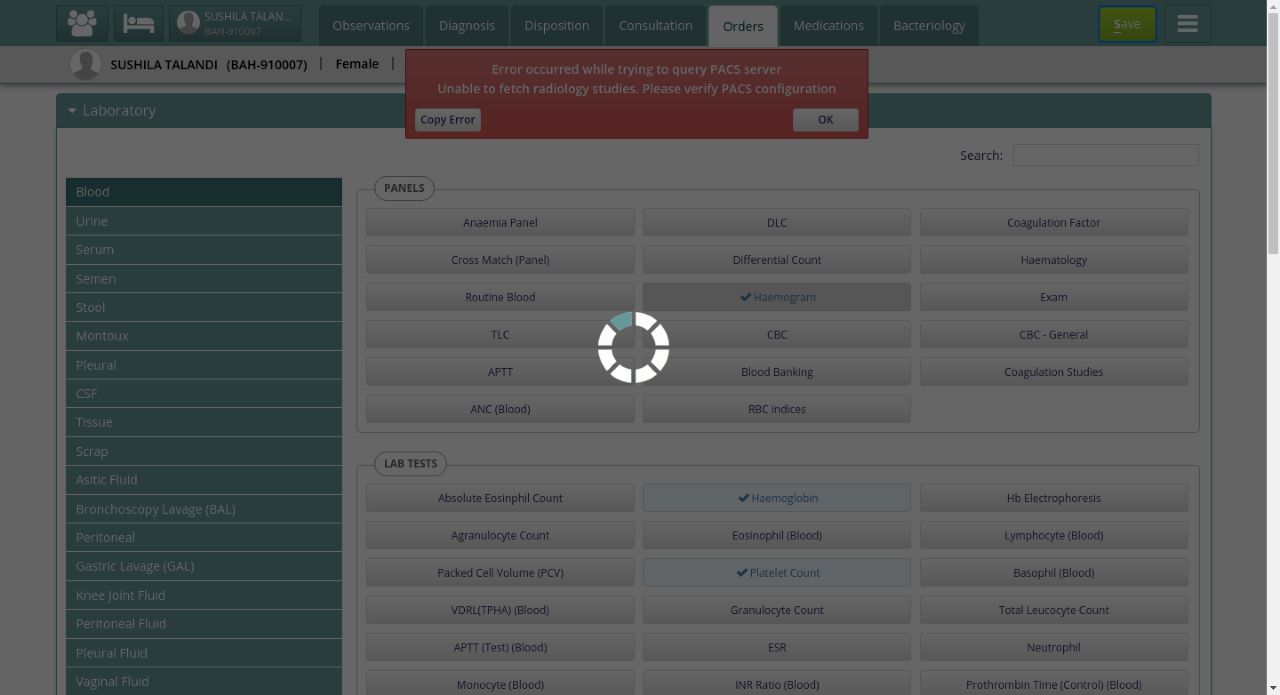 SUSHILA TALAN...
BAH-910007
Observations
Diagnosis
Disposition
Consultation
Orders
Medications
Bacteriology
Save
SUSHILA TALANDI (BAH-910007) | Female |
Error occurred while trying to query PACS server
Unable to fetch radiology studies. Please verify PACS configuration
Copy Error
OK
Laboratory
Search:
Blood
Urine
Serum
Semen
Stool
Montoux
Pleural
CSF
Tissue
Scrap
Asitic Fluid
Bronchoscopy Lavage (BAL)
Peritoneal
Gastric Lavage (GAL)
Knee Joint Fluid
Peritoneal Fluid
Pleural Fluid
Vaginal Fluid
PANELS
Anaemia Panel
DLC
Coagulation Factor
Cross Match (Panel)
Differential Count
Haematology
Routine Blood
Haemogram
Exam
TLC
CBC
CBC - General
APTT
Blood Banking
Coagulation Studies
ANC (Blood)
RBC indices
LAB TESTS
Absolute Eosinphil Count
Haemoglobin
Hb Electrophoresis
Agranulocyte Count
Eosinophil (Blood)
Lymphocyte (Blood)
Packed Cell Volume (PCV)
Platelet Count
Basophil (Blood)
VDRL(TPHA) (Blood)
Granulocyte Count
Total Leucocyte Count
APTT (Test) (Blood)
ESR
Neutrophil
Monocyte (Blood)
INR Ratio (Blood)
Prothrombin Time (Control) (Blood)